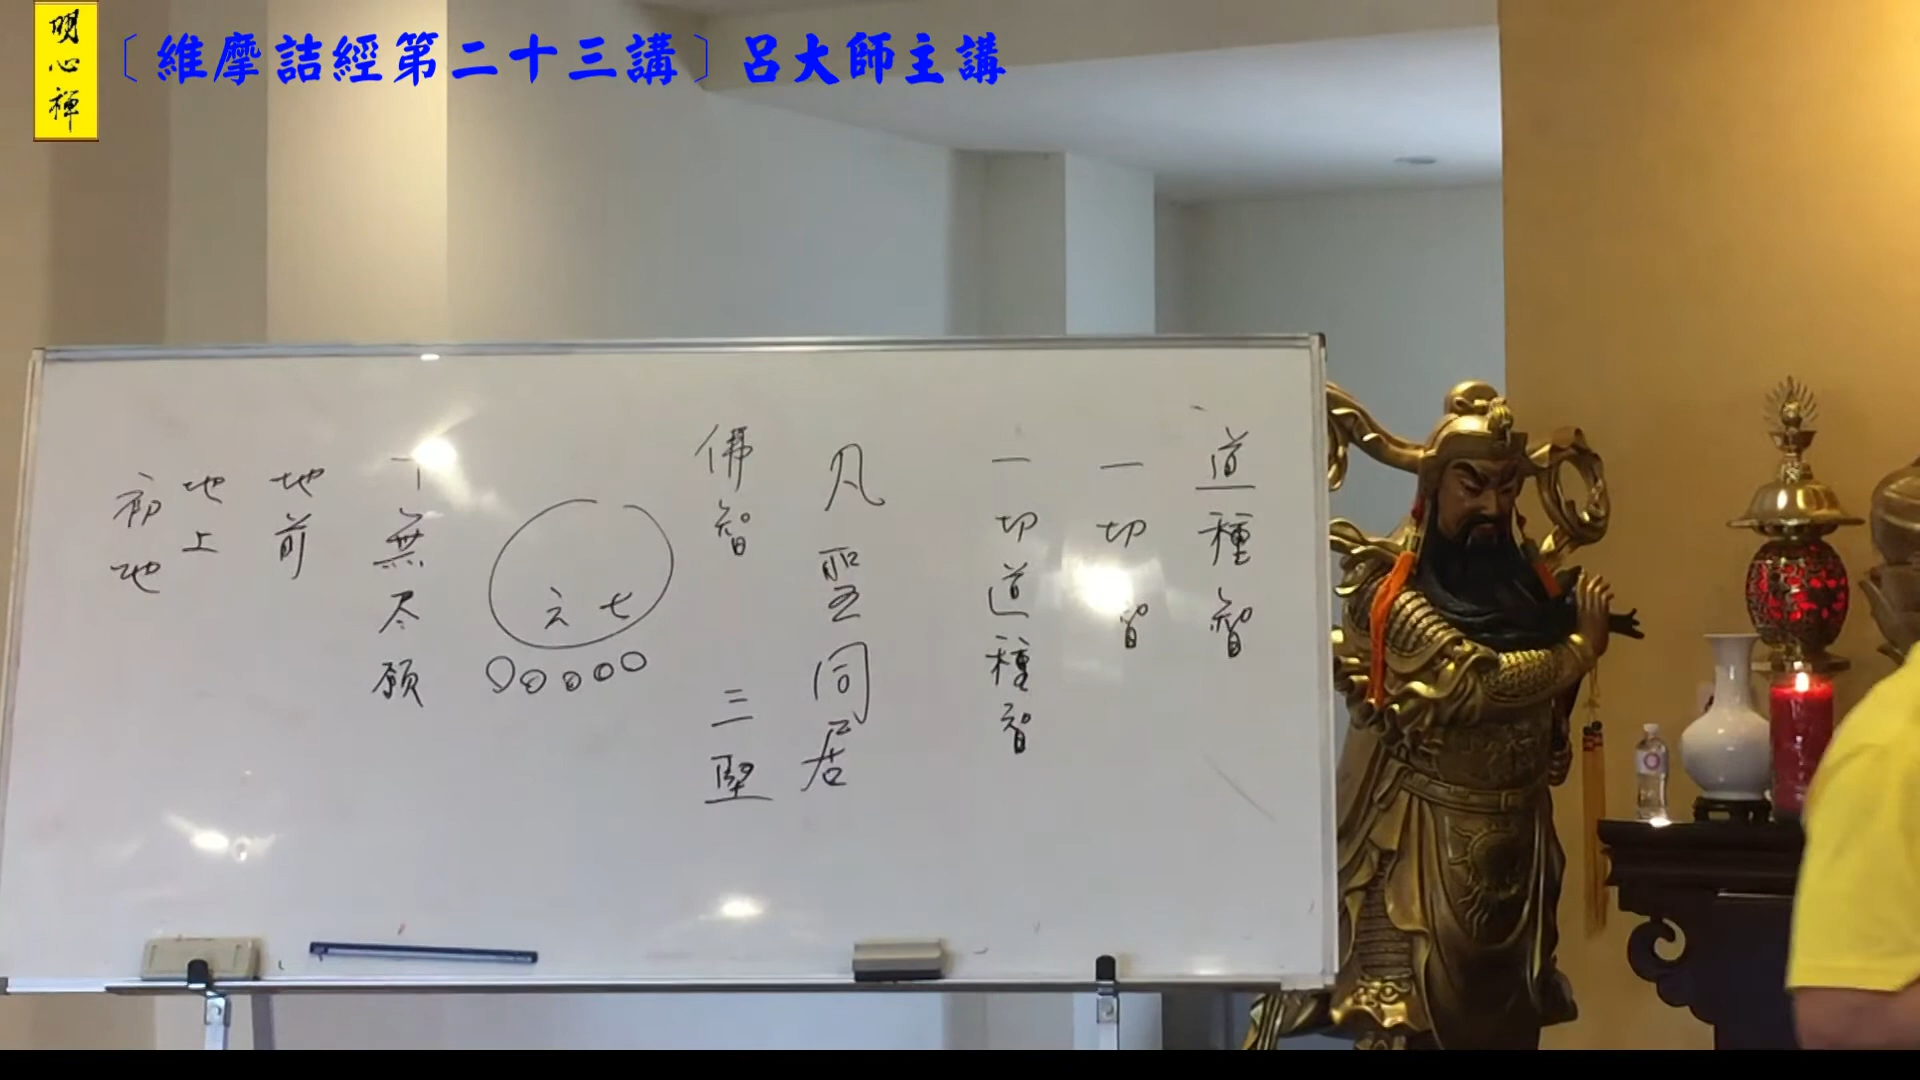 明心禪
〔維摩詰經第二十三講〕呂大師主講
道種智
一切智
一切道種智
凡聖同居
佛智 三堅
六七
十無尽願
地前
地上
初地